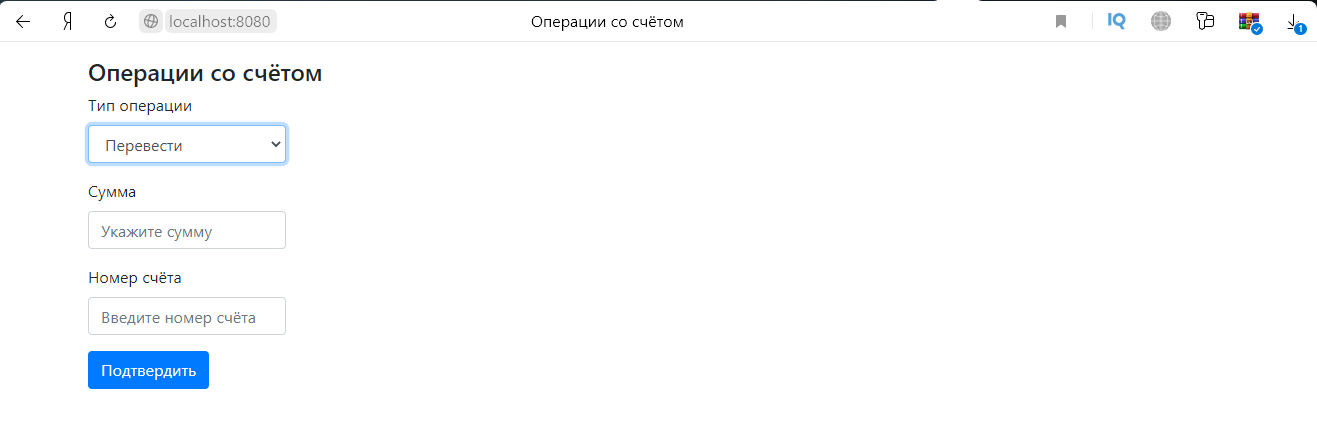 Я localhost:8080 Операции со счётом IQ 1
Операции со счётом
Тип операции
Перевести
Сумма
Укажите сумму
Номер счёта
Введите номер счёта
Подтвердить